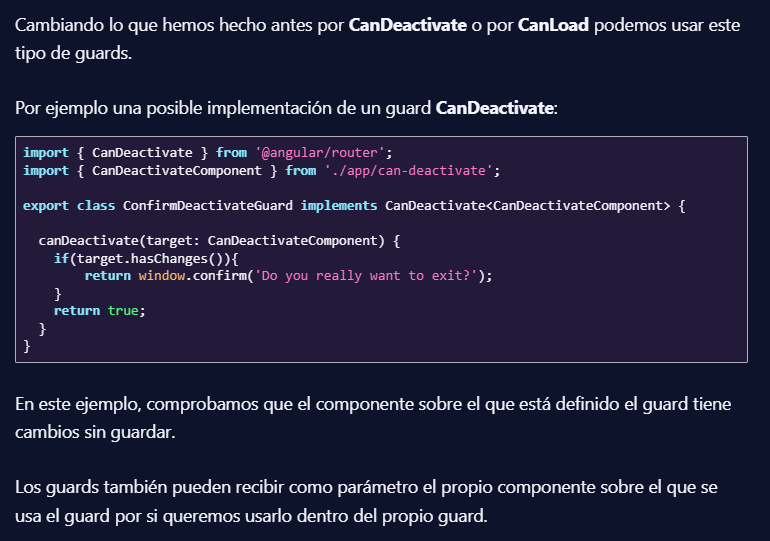 Cambiando lo que hemos hecho antes por CanDeactivate o por CanLoad podemos usar este
tipo de guards.
Por ejemplo una posible implementación de un guard CanDeactivate:
import { CanDeactivate } from '@angular/router';
import { CanDeactivateComponent } from './app/can-deactivate';
export class ConfirmDeactivateGuard implements CanDeactivate<CanDeactivateComponent> {
canDeactivate(target: CanDeactivateComponent) {
if(target.hasChanges()){
return window.confirm('Do you really want to exit?');
}
return true;
}
}
En este ejemplo, comprobamos que el componente sobre el que está definido el guard tiene
cambios sin guardar.
Los guards también pueden recibir como parámetro el propio componente sobre el que se
usa el guard por si queremos usarlo dentro del propio guard.